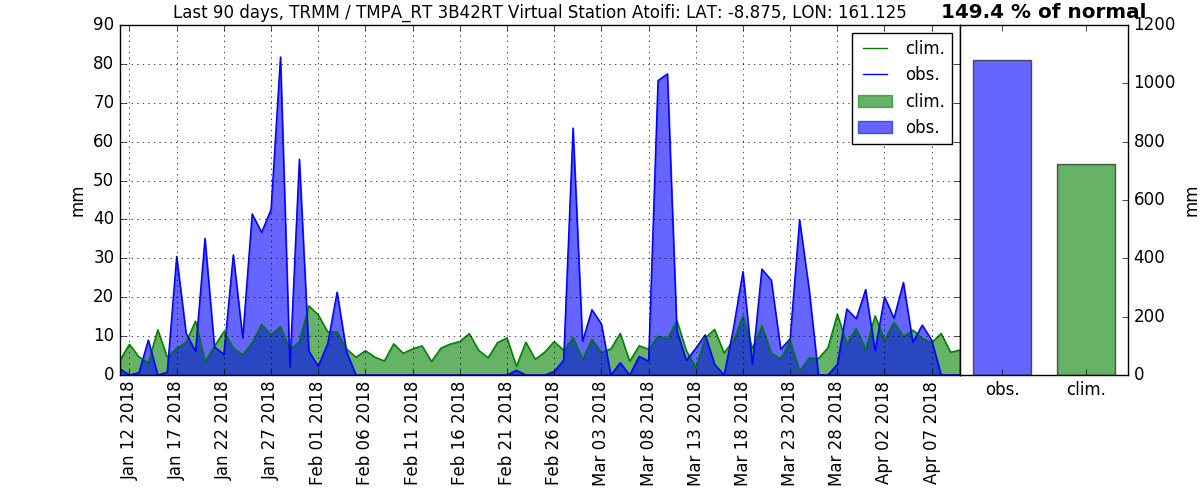 Last 90 days, TRMM / TMPA_RT 3B42RT Virtual Station Atoifi: LAT: -8.875, LON: 161.125
149.4 % of normal
90
80
70
60
50
40
30
20
10
0
mm
clim.
obs.
clim.
obs.
Jan 12 2018
Jan 17 2018
Jan 22 2018
Jan 27 2018
Feb 01 2018
Feb 06 2018
Feb 11 2018
Feb 16 2018
Feb 21 2018
Feb 26 2018
Mar 03 2018
Mar 08 2018
Mar 13 2018
Mar 18 2018
Mar 23 2018
Mar 28 2018
Apr 02 2018
Apr 07 2018
1200
1000
800
600
400
200
0
mm
obs.
clim.